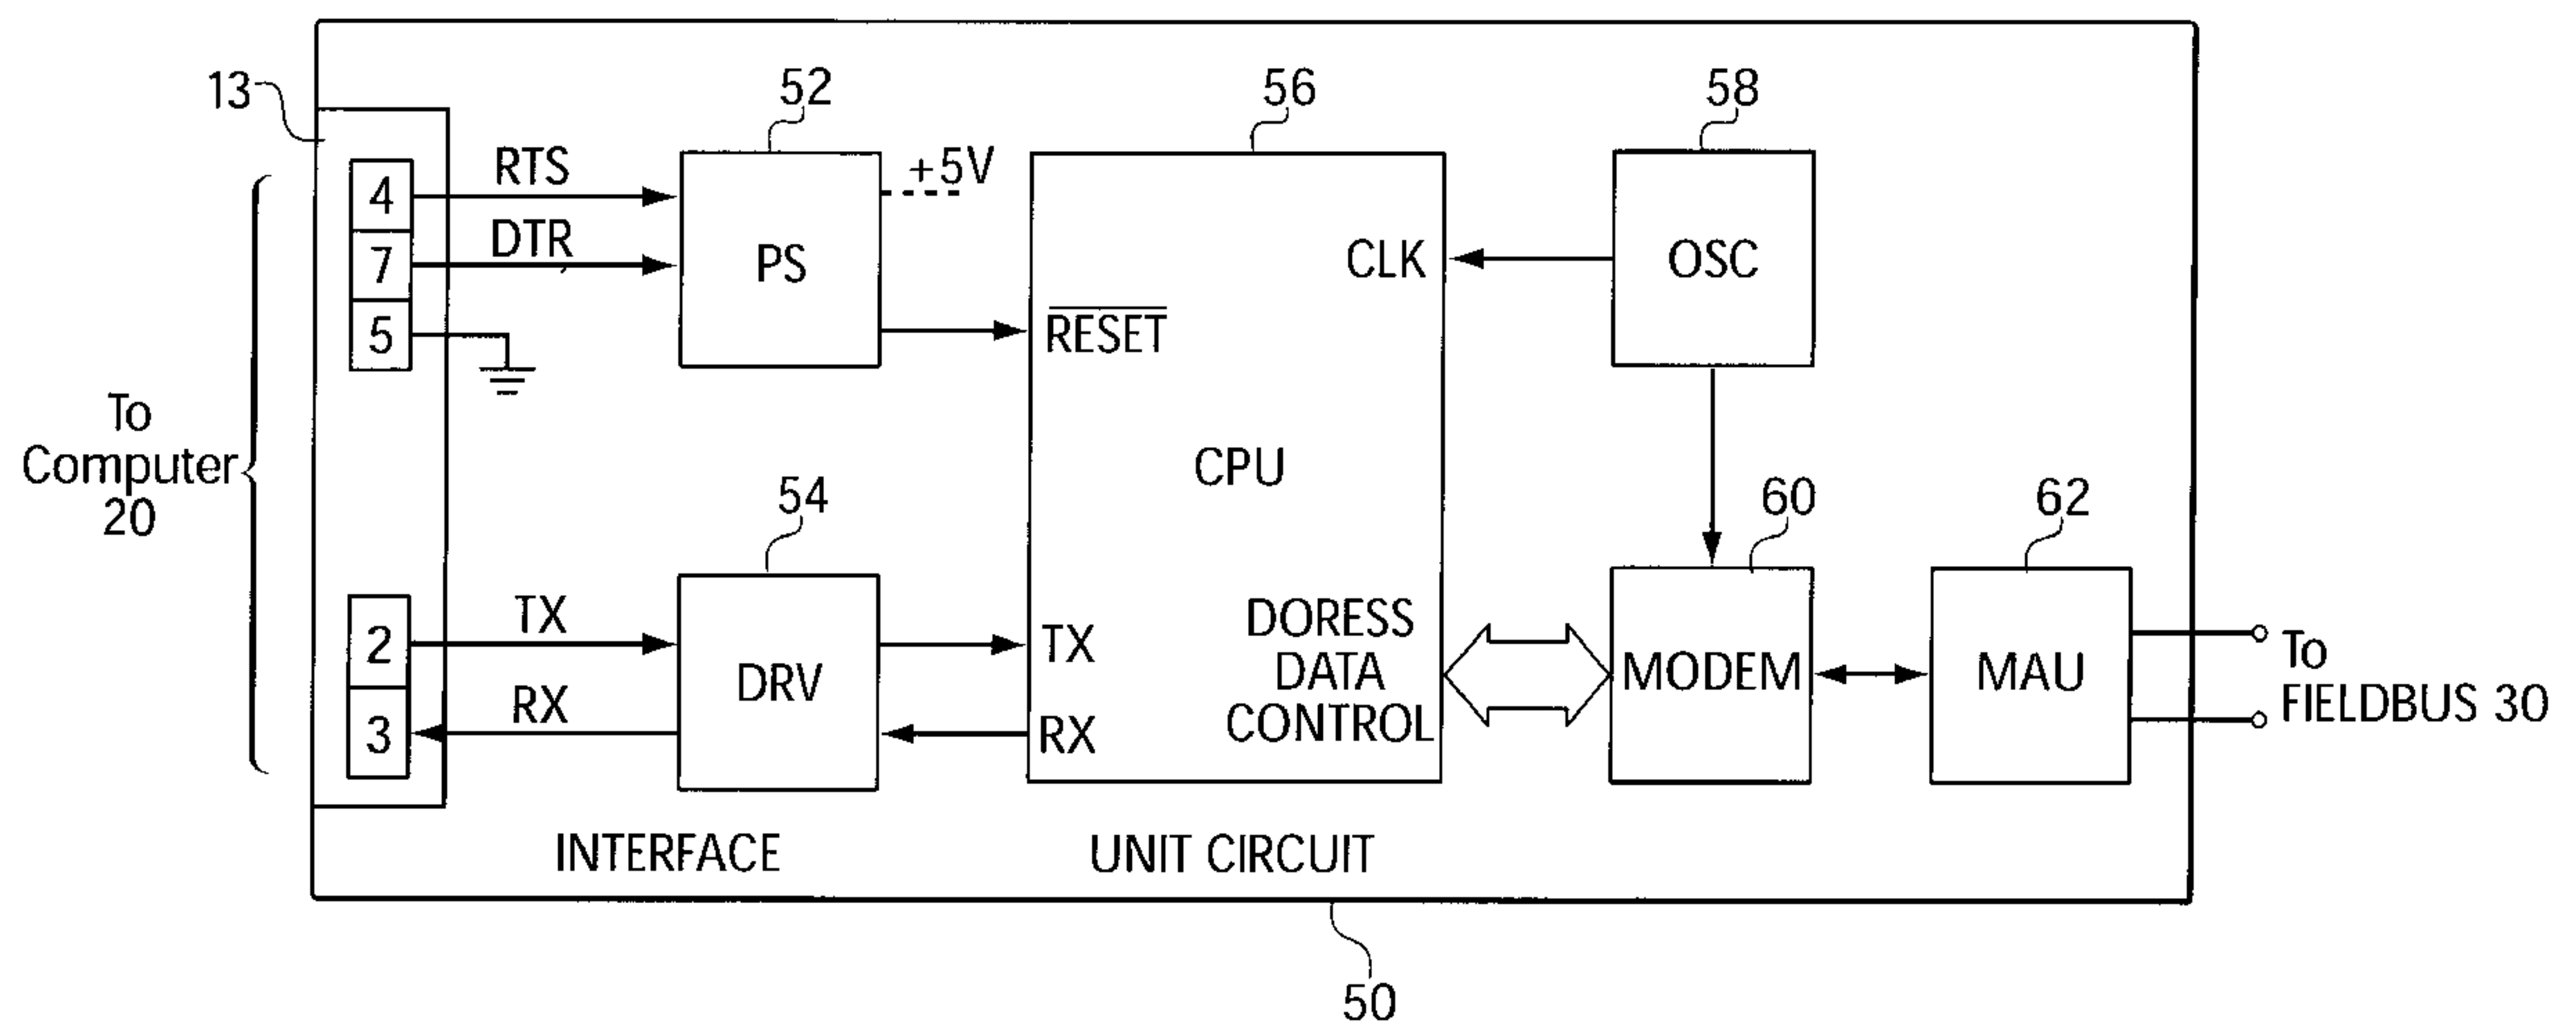 13
52
56
58
RTS
+5V
4
DTR
7
PS
CLK
OSC
5
RESET
To
Computer
20
CPU
54
60
62
TX
2
DRV
TX
DORESS
DATA
CONTROL
MODEM
MAU
To
FIELDBUS 30
RX
3
RX
INTERFACE UNIT CIRCUIT
50